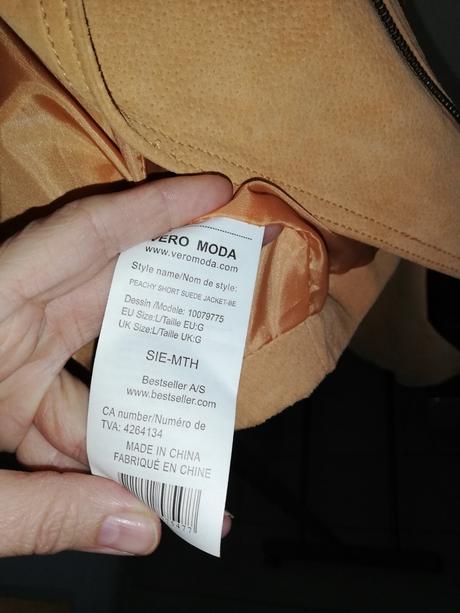 VERO MODA
www.veromoda.com
Style name/Nom de style:
PEACHY SHORT SUEDE JACKET-BE
Dessin /Modele: 10079775
EU Size:L/Taille EU:G
UK Size:L/Taille UK:G
SIE-MTH
Bestseller A/S
www.bestseller.com
CA number/Numéro de
TVA: 4264134
MADE IN CHINA
FABRIQUÉ EN CHINE